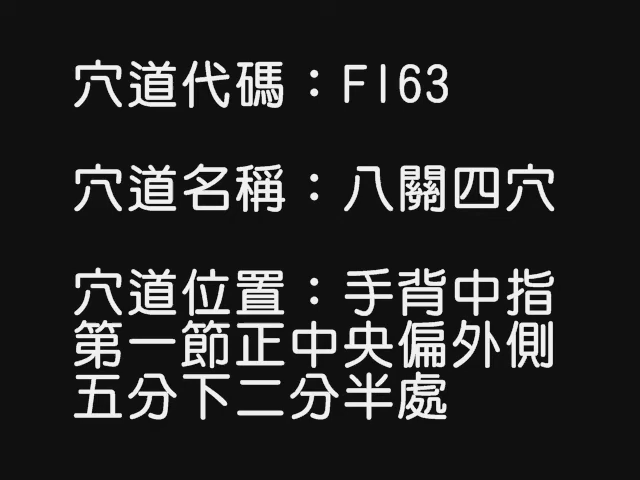 穴道代碼：FI63
穴道名稱：八關四穴
穴道位置：手背中指
第一節正中央偏外側
五分下二分半處